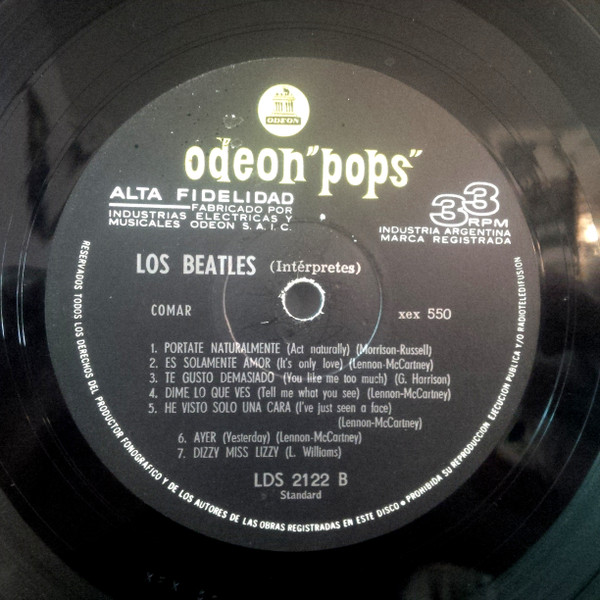 ODEON
odeon "pops"
ALTA FIDELIDAD
FABRICADO POR
INDUSTRIAS ELECTRICAS Y
MUSICALES ODEON S.A.I.C.
33
RPM
INDUSTRIA ARGENTINA
MARCA REGISTRADA
LOS BEATLES (Intérpretes)
COMAR
xex 550
1. PORTATE NATURALMENTE (Act naturally) (Morrison-Russell)
2. ES SOLAMENTE AMOR (It's only love) (Lennon-McCartney)
3. TE GUSTO DEMASIADO (You like me too much) (G. Harrison)
4. DIME LO QUE VES (Tell me what you see) (Lennon-McCartney)
5. HE VISTO SOLO UNA CARA (I've just seen a face)
(Lennon-McCartney)
6. AYER (Yesterday) (Lennon-McCartney)
7. DIZZY MISS LIZZY (L. Williams)
LDS 2122 B
Standard
RESERVADOS TODOS LOS DERECHOS DEL PRODUCTOR FONOGRAFICO Y DE LOS AUTORES DE LAS OBRAS REGISTRADAS EN ESTE DISCO • PROHIBIDA SU REPRODUCCION EJECUCION PUBLICA Y/O RADIOTELEDIFUSION